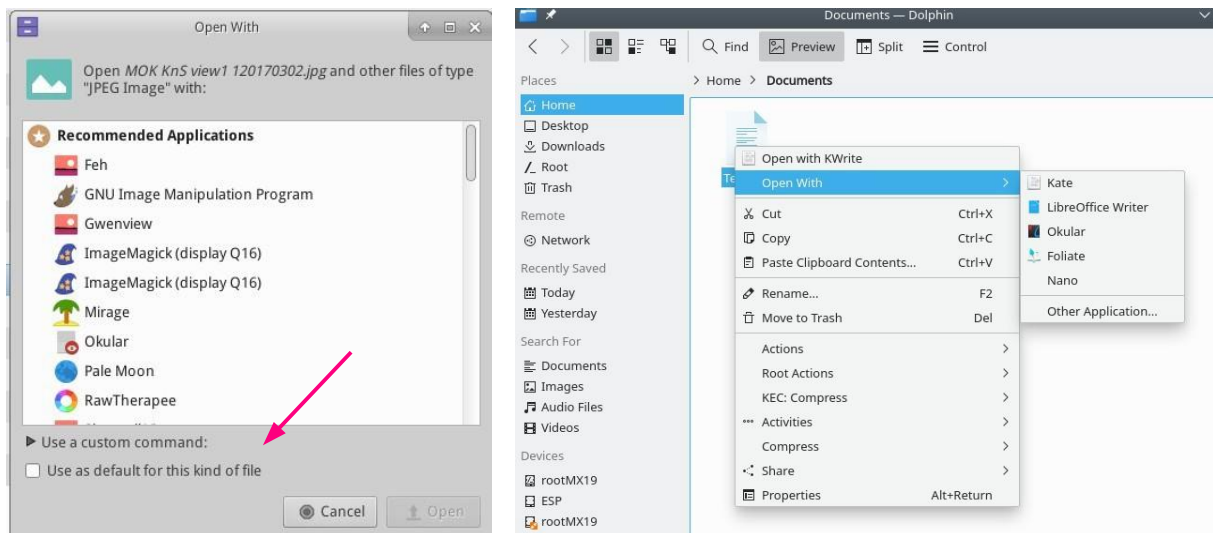 Open With
Open MOK KnS view1 120170302.jpg and other files of type
"JPEG Image" with:
Recommended Applications
Feh
GNU Image Manipulation Program
Gwenview
ImageMagick (display Q16)
ImageMagick (display Q16)
Mirage
Okular
Pale Moon
RawTherapee
Use a custom command:
Use as default for this kind of file
Cancel
Open
Documents — Dolphin
Find
Preview
Split
Control
Places
Home
Desktop
Downloads
Root
Trash
Remote
Network
Recently Saved
Today
Yesterday
Search For
Documents
Images
Audio Files
Videos
Devices
rootMX19
ESP
rootMX19
> Home > Documents
Te
Open with KWrite
Open With
Cut Ctrl+X
Copy Ctrl+C
Paste Clipboard Contents... Ctrl+V
Rename... F2
Move to Trash Del
Actions
Root Actions
KEC: Compress
Activities
Compress
Share
Properties Alt+Return
Kate
LibreOffice Writer
Okular
Foliate
Nano
Other Application...